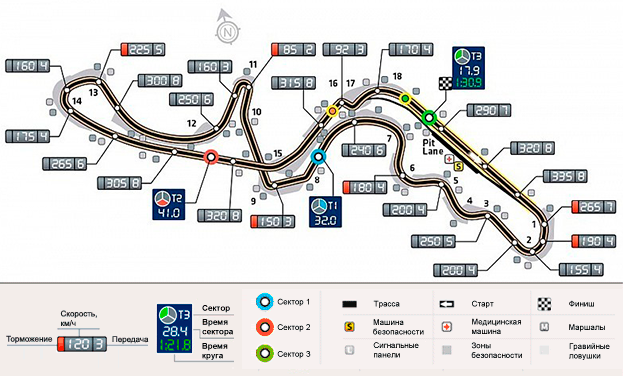 N
11
225 5
160 3
85 2
92 3
170 4
T3
17.9
1:30.9
160 4
13
300 8
315 8
16
17
18
14
250 6
10
290 7
12
Pit
Lane
320 8
175 4
15
240 6
7
S
335 8
265 6
8
6
180 4
5
305 8
9
T1
32.0
200 4
4
3
1
265 7
T2
41.0
320 8
150 3
2
190 4
250 5
200 4
155 4
Скорость,
км/ч
Торможение
120 3
Передача
T3
28.4
1:21.8
Сектор
Время
сектора
Время
круга
Сектор 1
Сектор 2
Сектор 3
Трасса
Старт
Финиш
S
Машина
безопасности
Медицинская
машина
Маршалы
Сигнальные
панели
Зоны
безопасности
Гравийные
ловушки